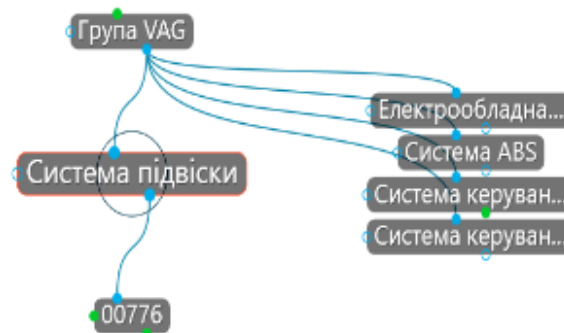 Група VAG
Електрообладна...
Система ABS
Система підвіски
Система керуван...
Система керуван...
00776